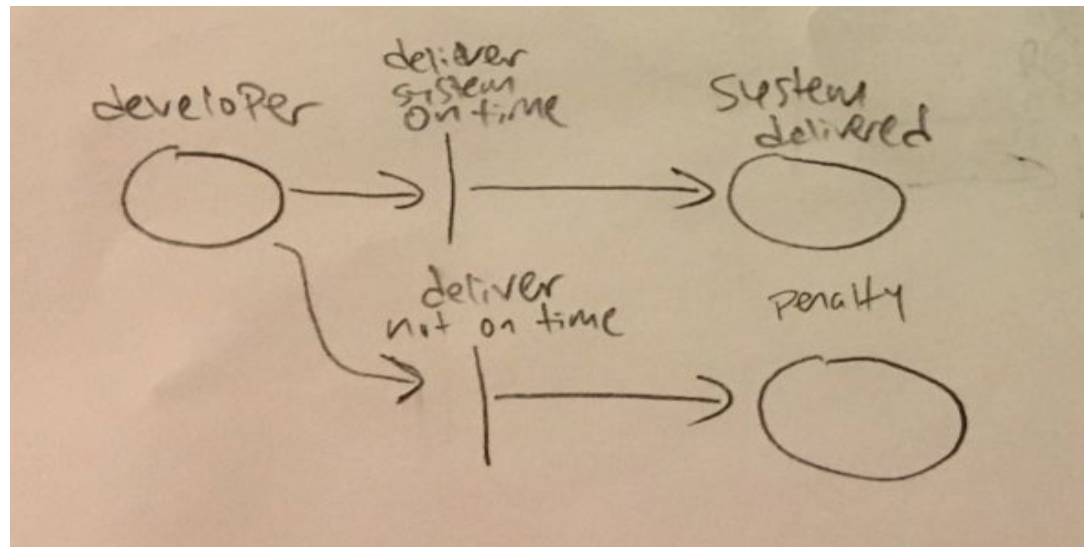 developer
deliver
system
on time
system
delivered
deliver
not on time
penalty